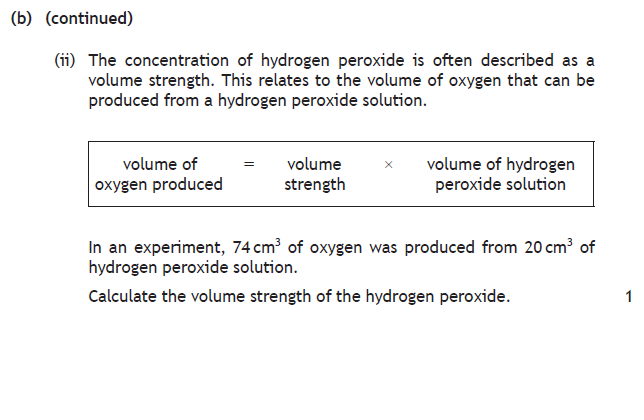 (b) (continued)
(ii) The concentration of hydrogen peroxide is often described as a
volume strength. This relates to the volume of oxygen that can be
produced from a hydrogen peroxide solution.
volume of = volume × volume of hydrogen
oxygen produced strength peroxide solution
In an experiment, 74 cm³ of oxygen was produced from 20 cm³ of
hydrogen peroxide solution.
Calculate the volume strength of the hydrogen peroxide. 1